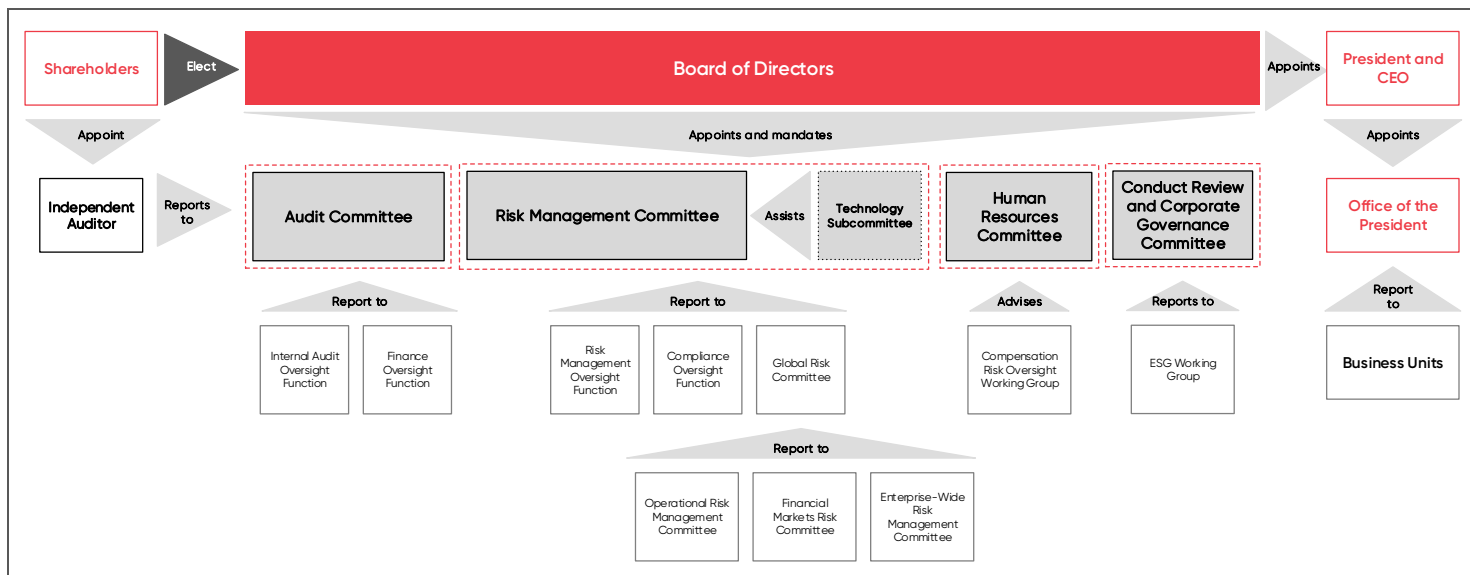 Shareholders
Elect
Board of Directors
Appoints
President and
CEO
Appoint
Appoints and mandates
Appoints
Independent
Auditor
Reports
to
Audit Committee
Risk Management Committee
Assists
Technology
Subcommittee
Human
Resources
Committee
Conduct Review
and Corporate
Governance
Committee
Office of the
President
Report to
Report to
Advises
Reports to
Report
to
Internal Audit
Oversight
Function
Finance
Oversight
Function
Risk
Management
Oversight
Function
Compliance
Oversight
Function
Global Risk
Committee
Compensation
Risk Oversight
Working Group
ESG Working
Group
Business Units
Report to
Operational Risk
Management
Committee
Financial
Markets Risk
Committee
Enterprise-Wide
Risk
Management
Committee